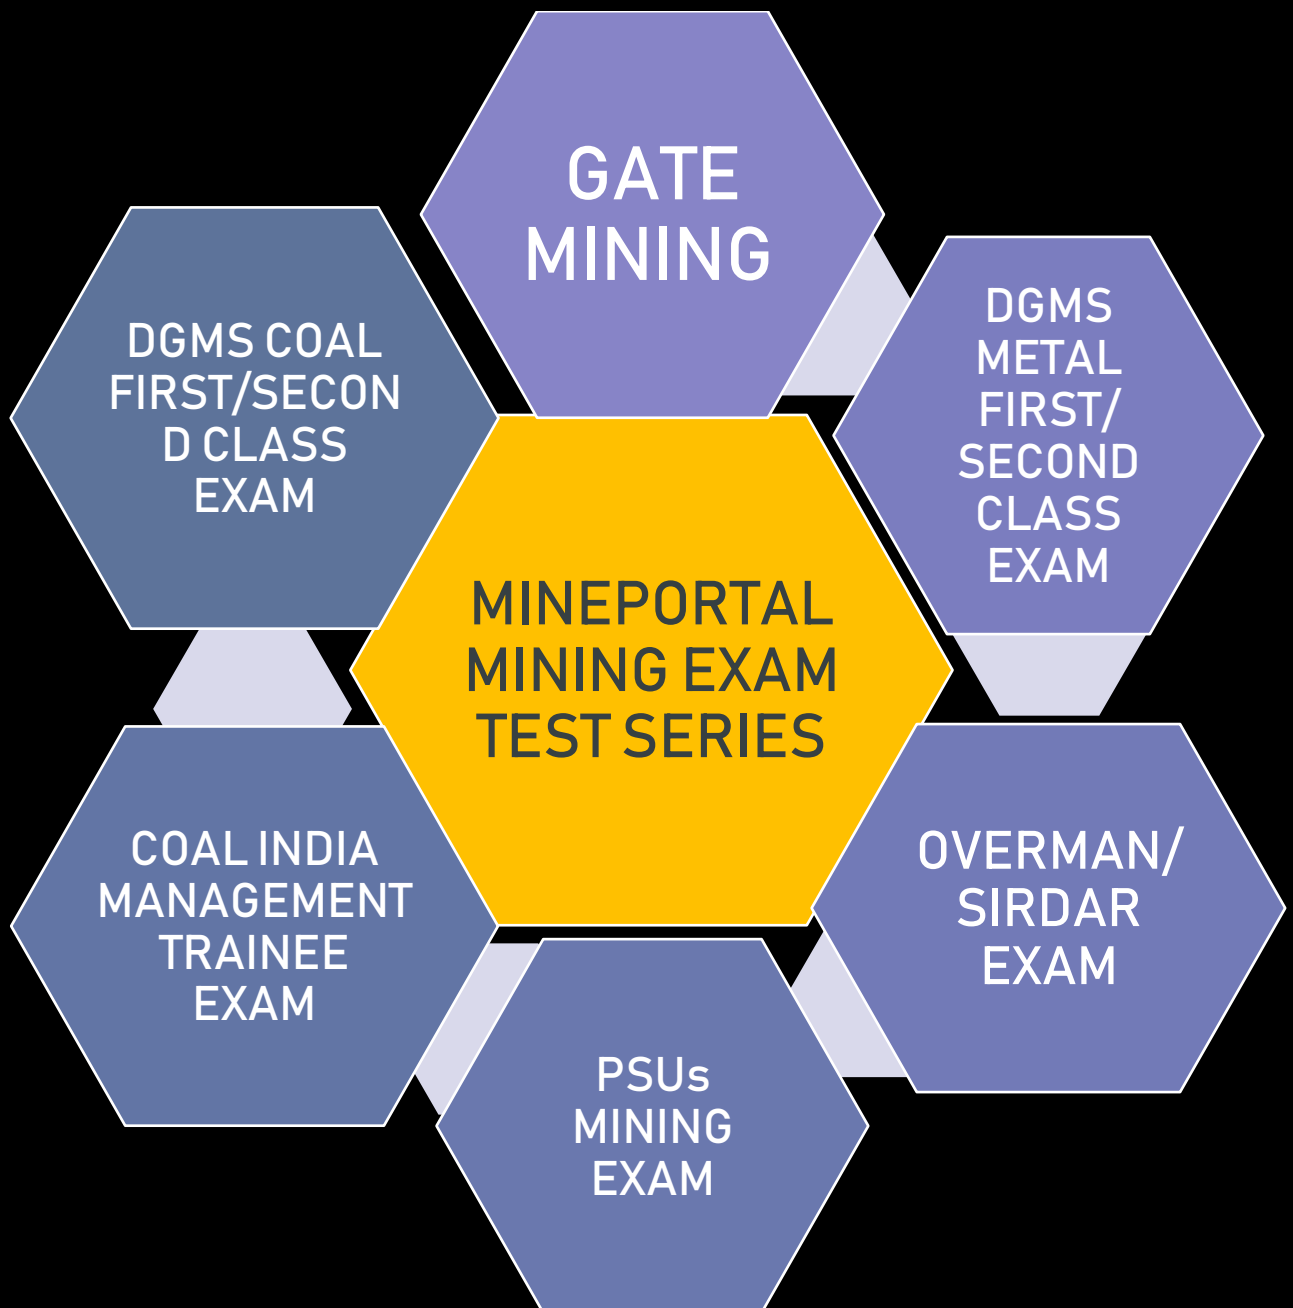 GATE
MINING
DGMS COAL
FIRST/SECON
D CLASS
EXAM
DGMS
METAL
FIRST/
SECOND
CLASS
EXAM
MINEPORTAL
MINING EXAM
TEST SERIES
COAL INDIA
MANAGEMENT
TRAINEE
EXAM
OVERMAN/
SIRDAR
EXAM
PSUs
MINING
EXAM